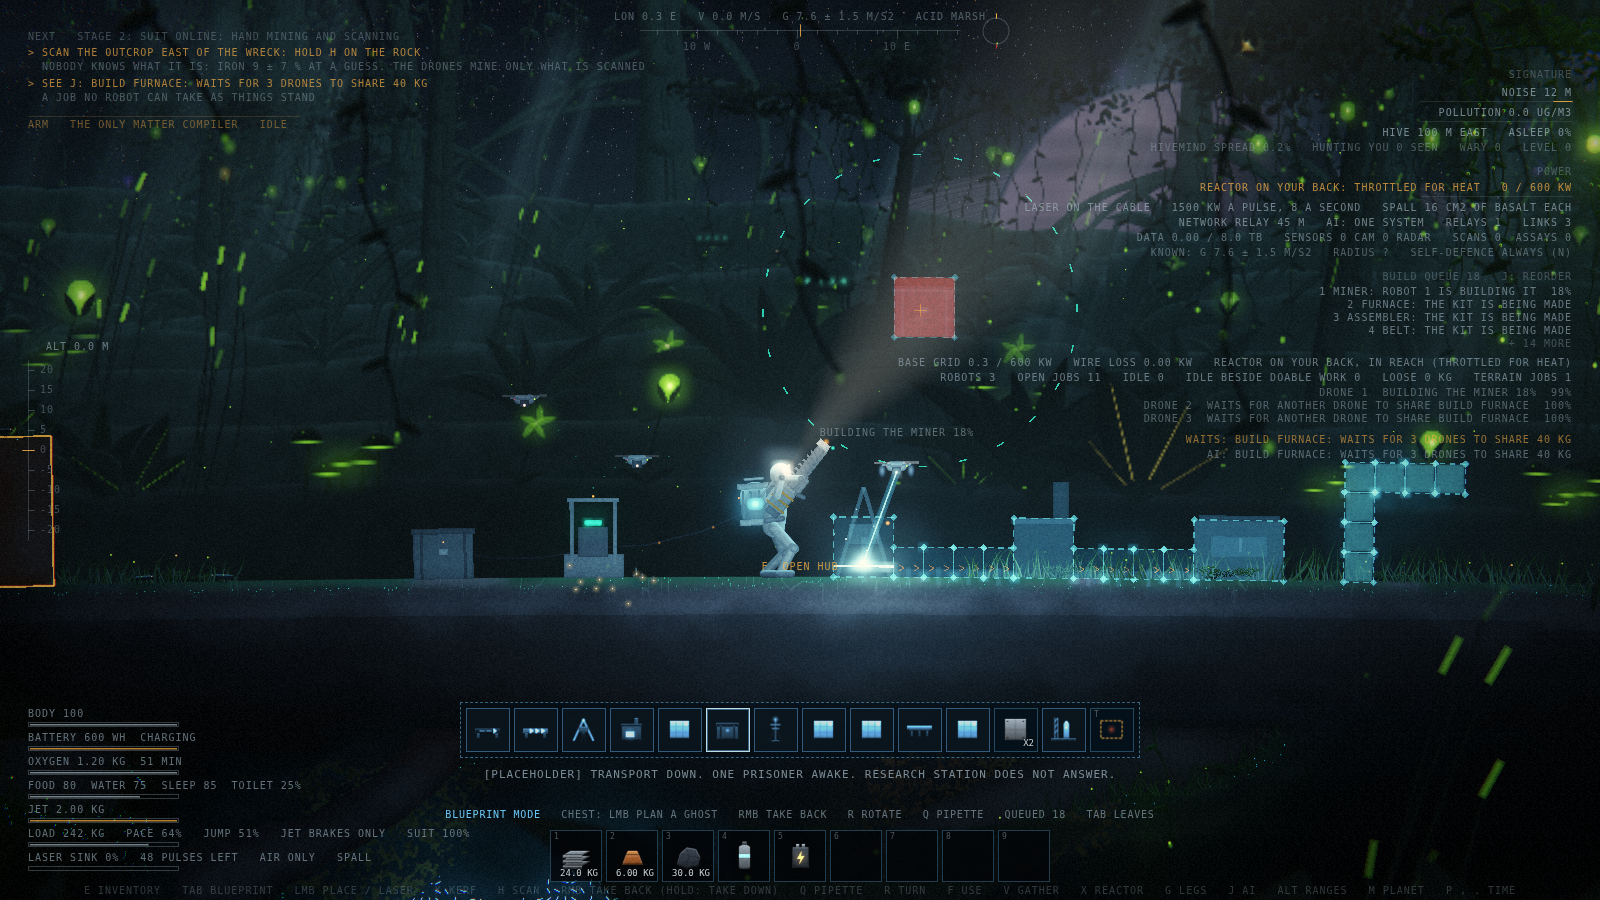 LON 0.3 E   V 0.0 M/S   G 7.6 ± 1.5 M/S2   ACID MARSH
10 W   0   10 E
NEXT   STAGE 2: SUIT ONLINE: HAND MINING AND SCANNING
> SCAN THE OUTCROP EAST OF THE WRECK: HOLD H ON THE ROCK
NOBODY KNOWS WHAT IT IS: IRON 9 ± 7 % AT A GUESS. THE DRONES MINE ONLY WHAT IS SCANNED
> SEE J: BUILD FURNACE: WAITS FOR 3 DRONES TO SHARE 40 KG
A JOB NO ROBOT CAN TAKE AS THINGS STAND
ARM   THE ONLY MATTER COMPILER   IDLE
SIGNATURE
NOISE 12 M
POLLUTION 0.0 UG/M3
HIVE 100 M EAST   ASLEEP 0%
HIVEMIND SPREAD 0.2%   HUNTING YOU 0 SEEN   WARY 0   LEVEL 0
POWER
REACTOR ON YOUR BACK: THROTTLED FOR HEAT   0 / 600 KW
LASER ON THE CABLE   1500 KW A PULSE, 8 A SECOND   SPALL 16 CM2 OF BASALT EACH
NETWORK RELAY 45 M   AI: ONE SYSTEM   RELAYS 1   LINKS 3
DATA 0.00 / 8.0 TB   SENSORS 0 CAM 0 RADAR   SCANS 0   ASSAYS 0
KNOWN: G 7.6 ± 1.5 M/S2   RADIUS ?   SELF-DEFENCE ALWAYS (N)
BUILD QUEUE 18   J: REORDER
1 MINER: ROBOT 1 IS BUILDING IT  18%
2 FURNACE: THE KIT IS BEING MADE
3 ASSEMBLER: THE KIT IS BEING MADE
4 BELT: THE KIT IS BEING MADE
+ 14 MORE
BASE GRID 0.3 / 600 KW   WIRE LOSS 0.00 KW   REACTOR ON YOUR BACK, IN REACH (THROTTLED FOR HEAT)
ROBOTS 3   OPEN JOBS 11   IDLE 0   IDLE BESIDE DOABLE WORK 0   LOOSE 0 KG   TERRAIN JOBS 1
DRONE 1  BUILDING THE MINER 18%  99%
DRONE 2  WAITS FOR ANOTHER DRONE TO SHARE BUILD FURNACE  100%
DRONE 3  WAITS FOR ANOTHER DRONE TO SHARE BUILD FURNACE  100%
WAITS: BUILD FURNACE: WAITS FOR 3 DRONES TO SHARE 40 KG
AI: BUILD FURNACE: WAITS FOR 3 DRONES TO SHARE 40 KG
ALT 0.0 M
20
15
10
5
0
-5
-10
-15
-20
BUILDING THE MINER 18%
E  OPEN HUB
T
X2
[PLACEHOLDER] TRANSPORT DOWN. ONE PRISONER AWAKE. RESEARCH STATION DOES NOT ANSWER.
BLUEPRINT MODE   CHEST: LMB PLAN A GHOST   RMB TAKE BACK   R ROTATE   Q PIPETTE   QUEUED 18   TAB LEAVES
BODY 100
BATTERY 600 WH  CHARGING
OXYGEN 1.20 KG  51 MIN
FOOD 80  WATER 75  SLEEP 85  TOILET 25%
JET 2.00 KG
LOAD 242 KG   PACE 64%   JUMP 51%   JET BRAKES ONLY   SUIT 100%
LASER SINK 0%   48 PULSES LEFT   AIR ONLY   SPALL
1 2 3 4 5 6 7 8 9
24.0 KG   6.00 KG   30.0 KG
E INVENTORY   TAB BLUEPRINT   LMB PLACE / LASER   KERF   H SCAN   RMB TAKE BACK (HOLD: TAKE DOWN)   Q PIPETTE   R TURN   F USE   V GATHER   X REACTOR   G LEGS   J AI   ALT RANGES   M PLANET   P , . TIME